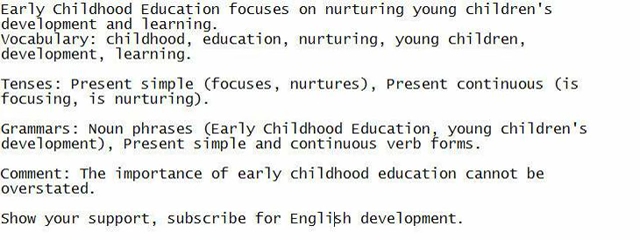 Early Childhood Education focuses on nurturing young children's
development and learning.
Vocabulary: childhood, education, nurturing, young children,
development, learning.
Tenses: Present simple (focuses, nurtures), Present continuous (is
focusing, is nurturing).
Grammars: Noun phrases (Early Childhood Education, young children's
development), Present simple and continuous verb forms.
Comment: The importance of early childhood education cannot be
overstated.
Show your support, subscribe for English development.